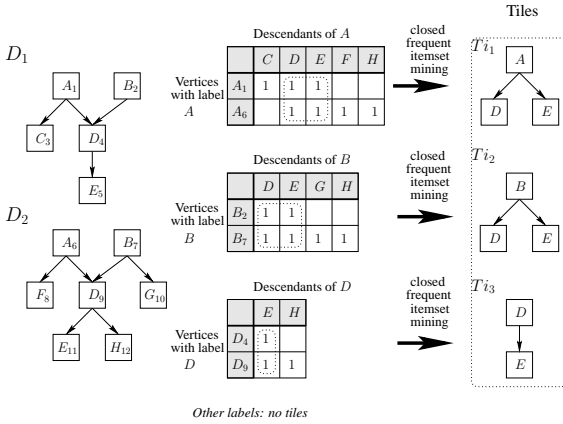 Tiles
Descendants of A
closed
frequent
itemset
mining
D1
C D E F H
Ti1
A1 B2
Vertices
with label
A
A1 1 1 1
A6 1 1 1 1
A
C3 D4
D E
E5
Descendants of B
closed
frequent
itemset
mining
Ti2
D E G H
D2
Vertices
with label
B
B2 1 1
B7 1 1 1 1
B
A6 B7
D E
F8 D9 G10
Descendants of D
closed
frequent
itemset
mining
Ti3
E H
E11 H12
Vertices
with label
D
D4 1
D9 1 1
D
E
Other labels: no tiles